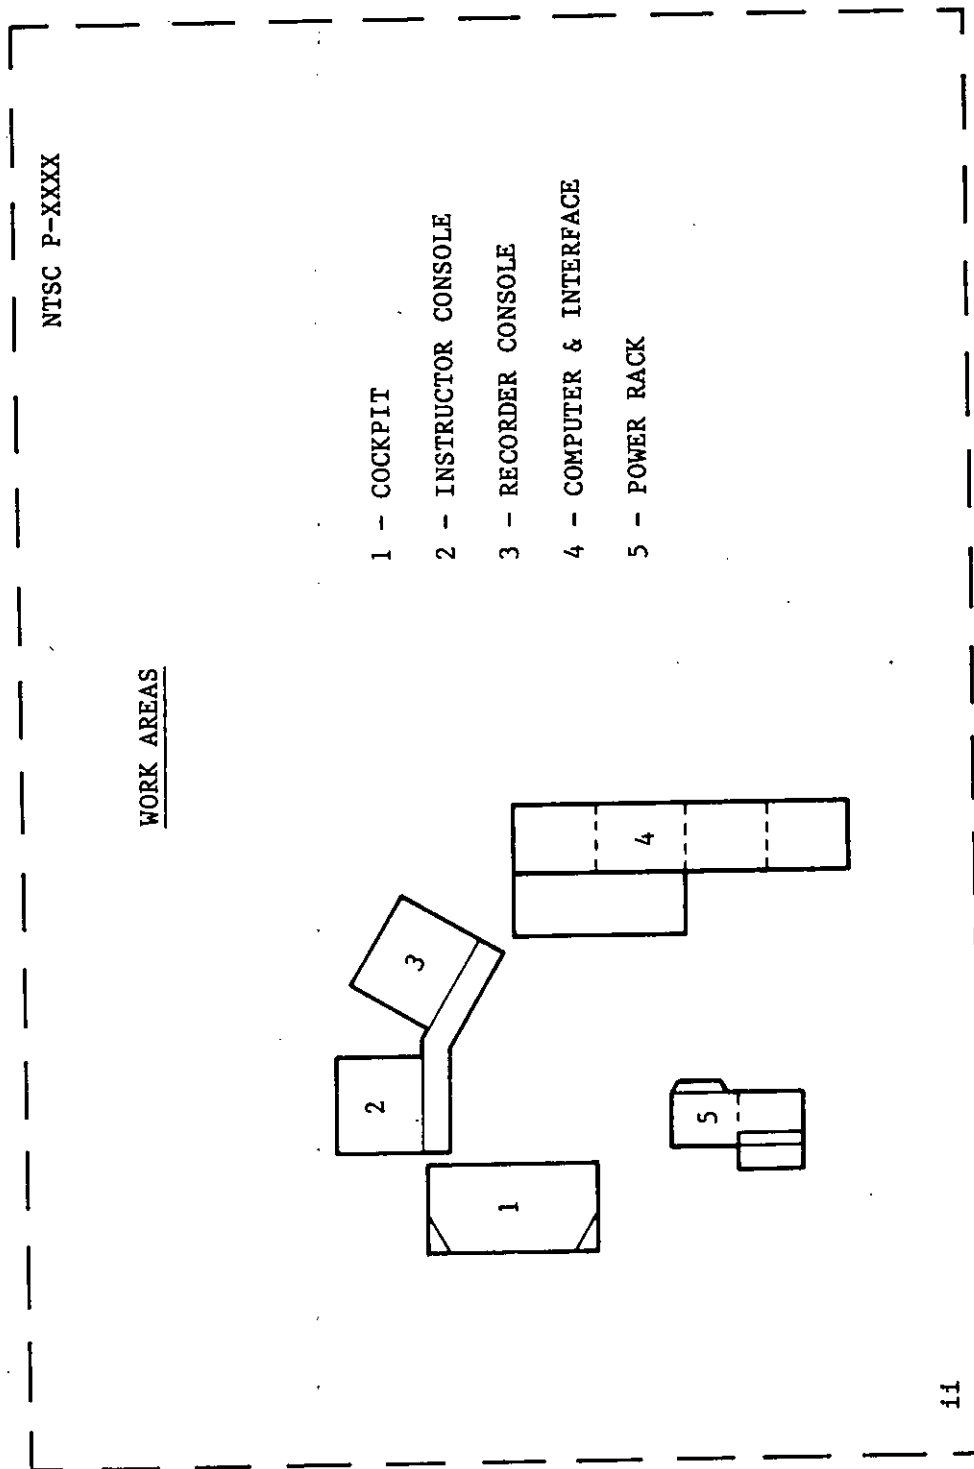 NTSC P-XXXX
WORK AREAS
1 - COCKPIT
2 - INSTRUCTOR CONSOLE
3 - RECORDER CONSOLE
4 - COMPUTER & INTERFACE
5 - POWER RACK
1
2
3
4
5
ii